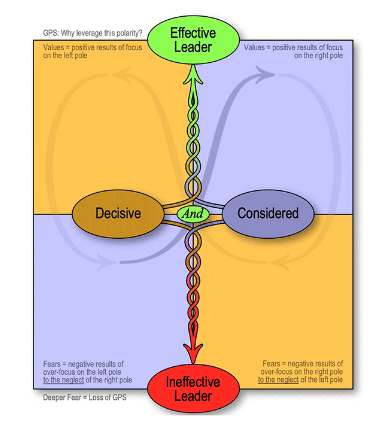 GPS: Why leverage this polarity?
Effective
Leader
Values = positive results of focus
on the left pole
Values = positive results of focus
on the right pole
Decisive
And
Considered
Fears = negative results of
over-focus on the left pole
to the neglect of the right pole
Fears = negative results of
over-focus on the right pole
to the neglect of the left pole
Ineffective
Leader
Deeper Fear = Loss of GPS